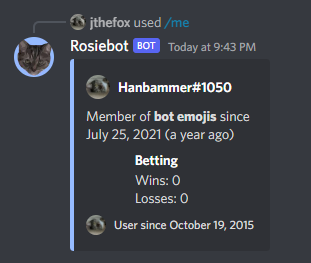 jthefox used /me
Rosiebot BOT Today at 9:43 PM
Hanbammer#1050
Member of bot emojis since
July 25, 2021 (a year ago)
Betting
Wins: 0
Losses: 0
User since October 19, 2015